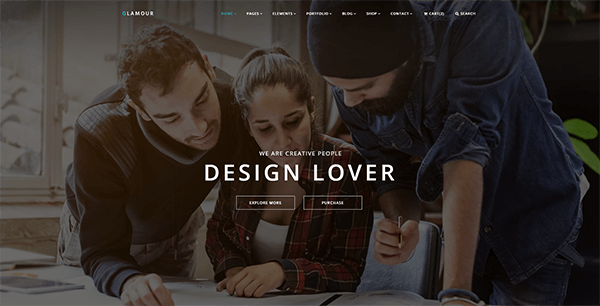 GLAMOUR
HOME PAGES ELEMENTS PORTFOLIO BLOG SHOP CONTACT CART(2) SEARCH
WE ARE CREATIVE PEOPLE
DESIGN LOVER
EXPLORE MORE PURCHASE